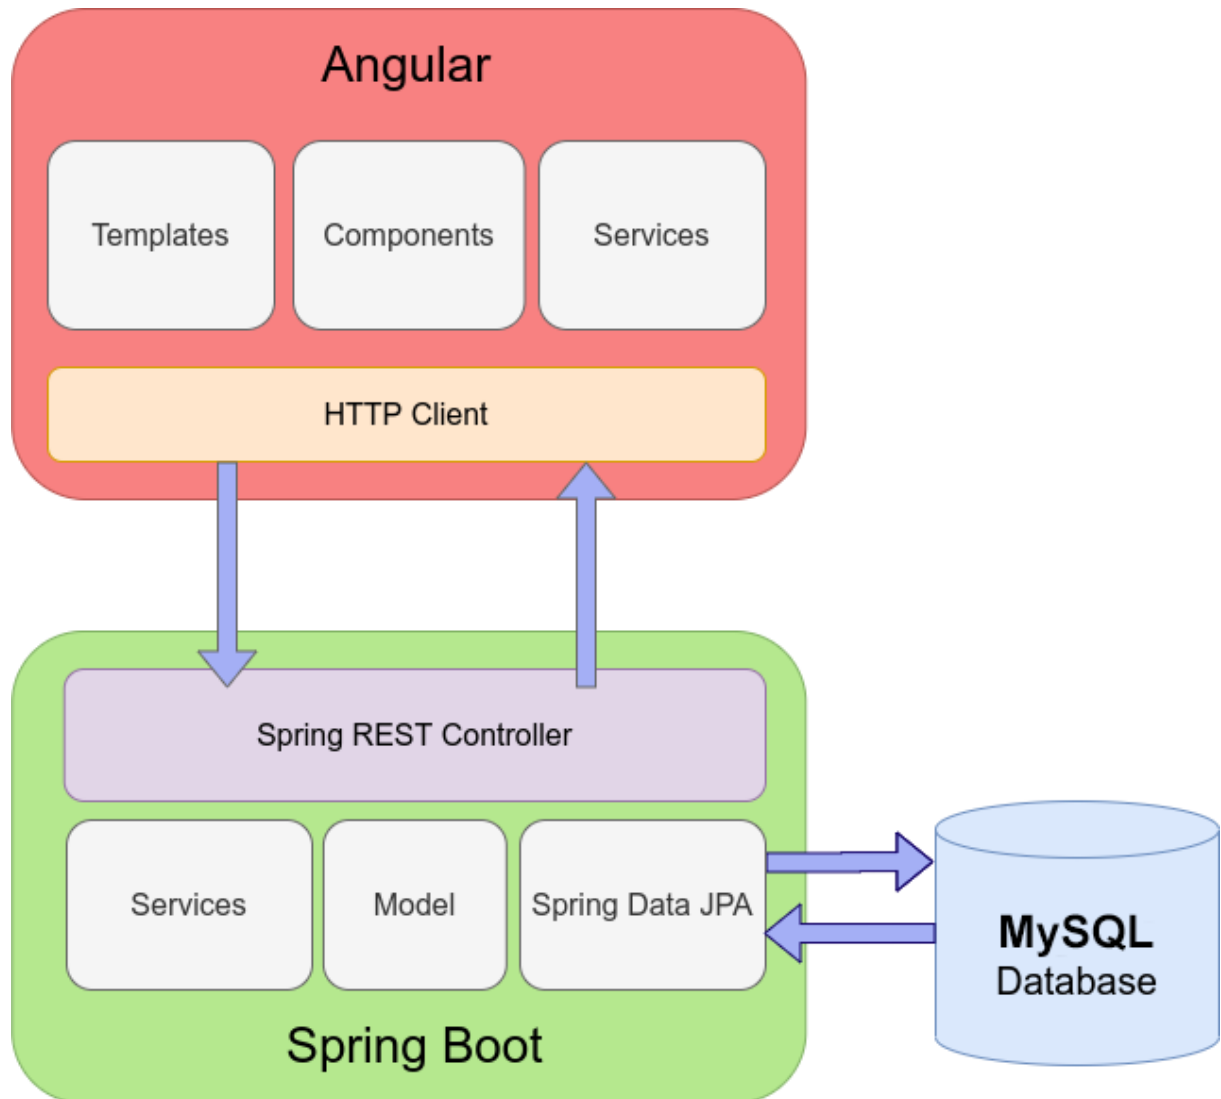 Angular
Templates
Components
Services
HTTP Client
Spring REST Controller
Services
Model
Spring Data JPA
MySQL
Database
Spring Boot